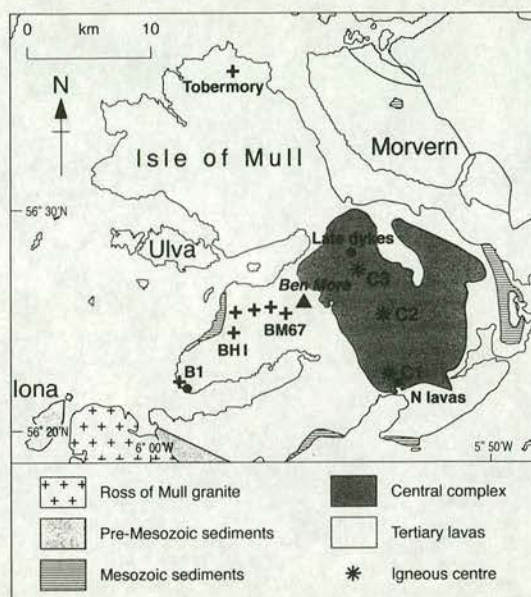 0 km 10
Tobermory
N
Morvern
Isle of Mull
56° 30'N
Ulva
Late dykes
C3
Ben More
C2
BM67
BH1
B1
C1
Iona
N lavas
56° 20'N
6° 00'W
5° 50'W
Ross of Mull granite
Central complex
Pre-Mesozoic sediments
Tertiary lavas
Mesozoic sediments
Igneous centre